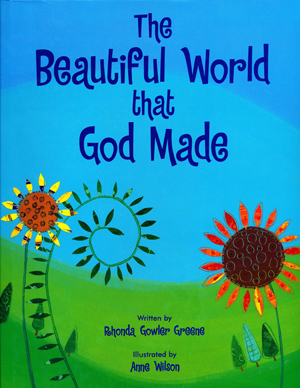 The
Beautiful World
that
God Made
Written by
Rhonda Gowler Greene
Illustrated by
Anne Wilson